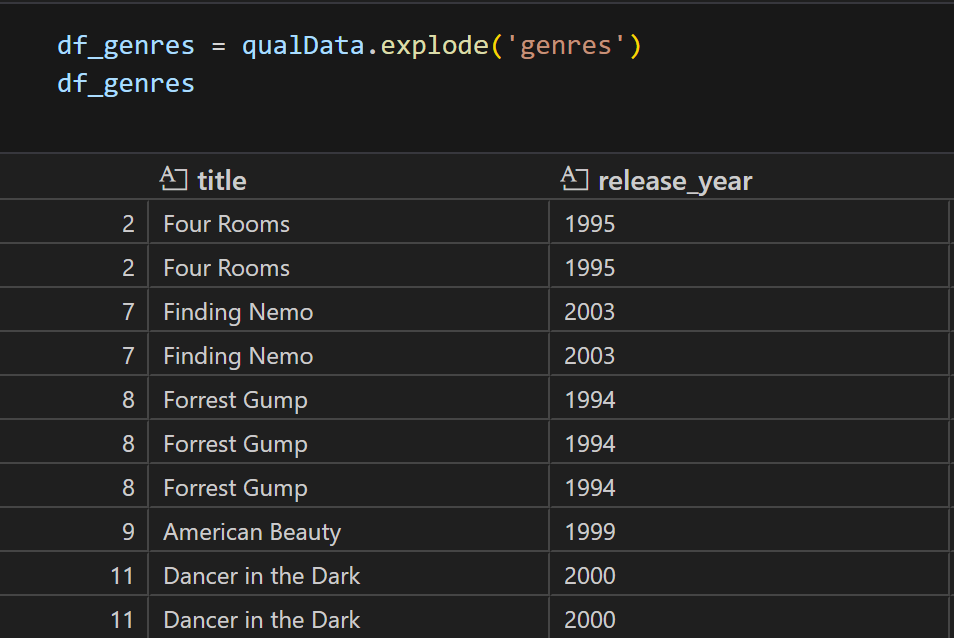 df_genres = qualData.explode('genres')
df_genres
title release_year
2 Four Rooms 1995
2 Four Rooms 1995
7 Finding Nemo 2003
7 Finding Nemo 2003
8 Forrest Gump 1994
8 Forrest Gump 1994
8 Forrest Gump 1994
9 American Beauty 1999
11 Dancer in the Dark 2000
11 Dancer in the Dark 2000